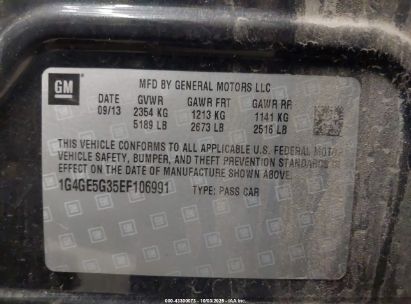 GM
MFD BY GENERAL MOTORS LLC
DATE GVWR GAWR FRT GAWR RR
09/13 2354 KG 1213 KG 1141 KG
5189 LB 2673 LB 2516 LB
THIS VEHICLE CONFORMS TO ALL APPLICABLE U.S. FEDERAL MOTOR
VEHICLE SAFETY, BUMPER, AND THEFT PREVENTION STANDARDS
IN EFFECT ON THE DATE OF MANUFACTURE SHOWN ABOVE.
1G4GE5G35EF106991 TYPE: PASS CAR